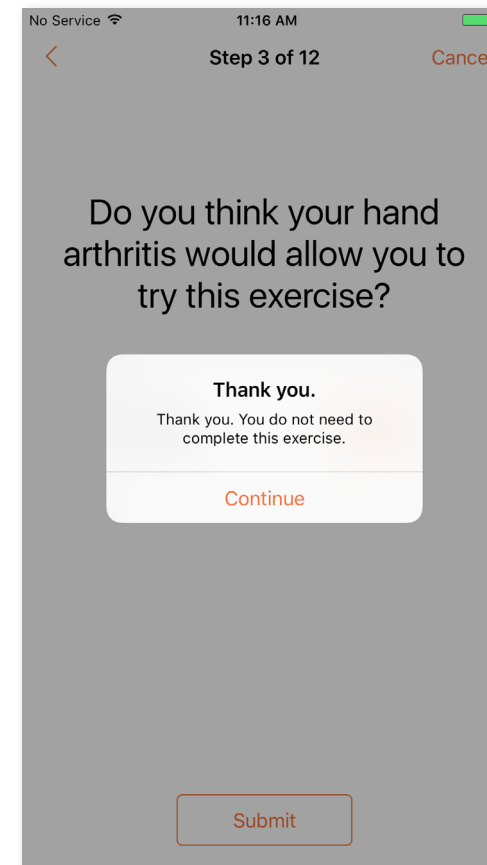 No Service 11:16 AM
Step 3 of 12 Cance
Do you think your hand
arthritis would allow you to
try this exercise?
Thank you.
Thank you. You do not need to
complete this exercise.
Continue
Submit